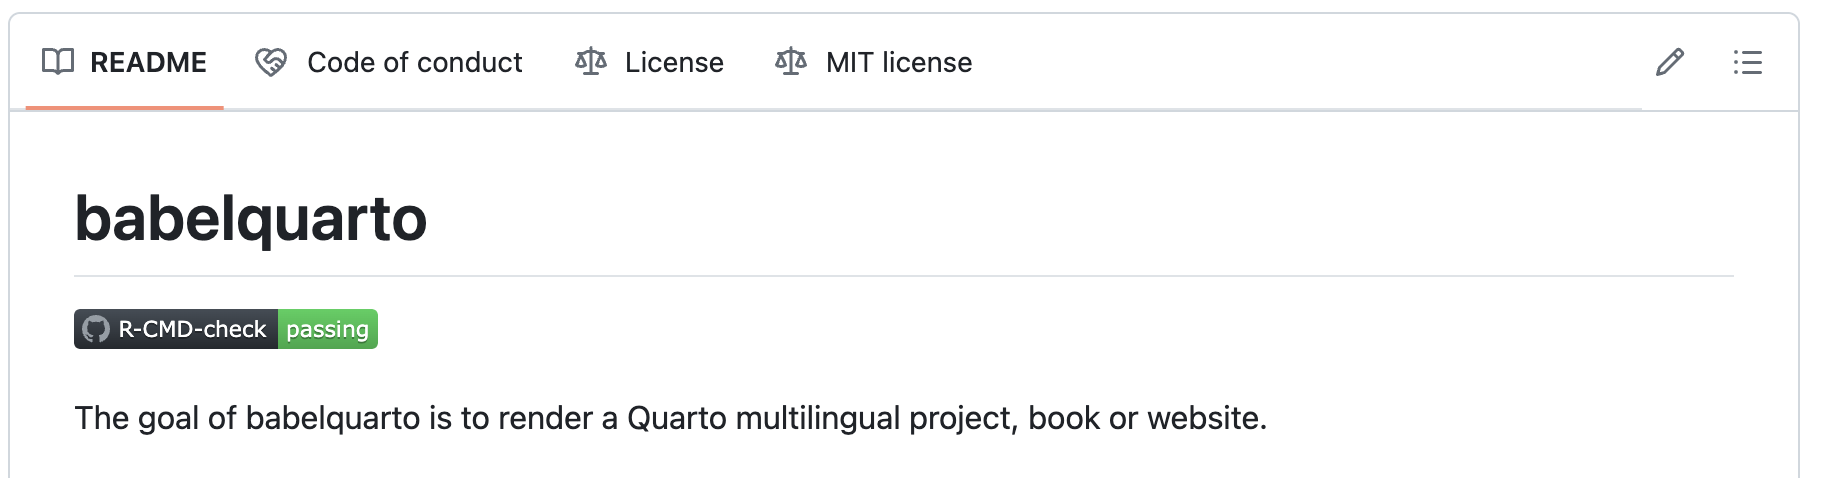 README Code of conduct License MIT license
babelquarto
R-CMD-check passing
The goal of babelquarto is to render a Quarto multilingual project, book or website.